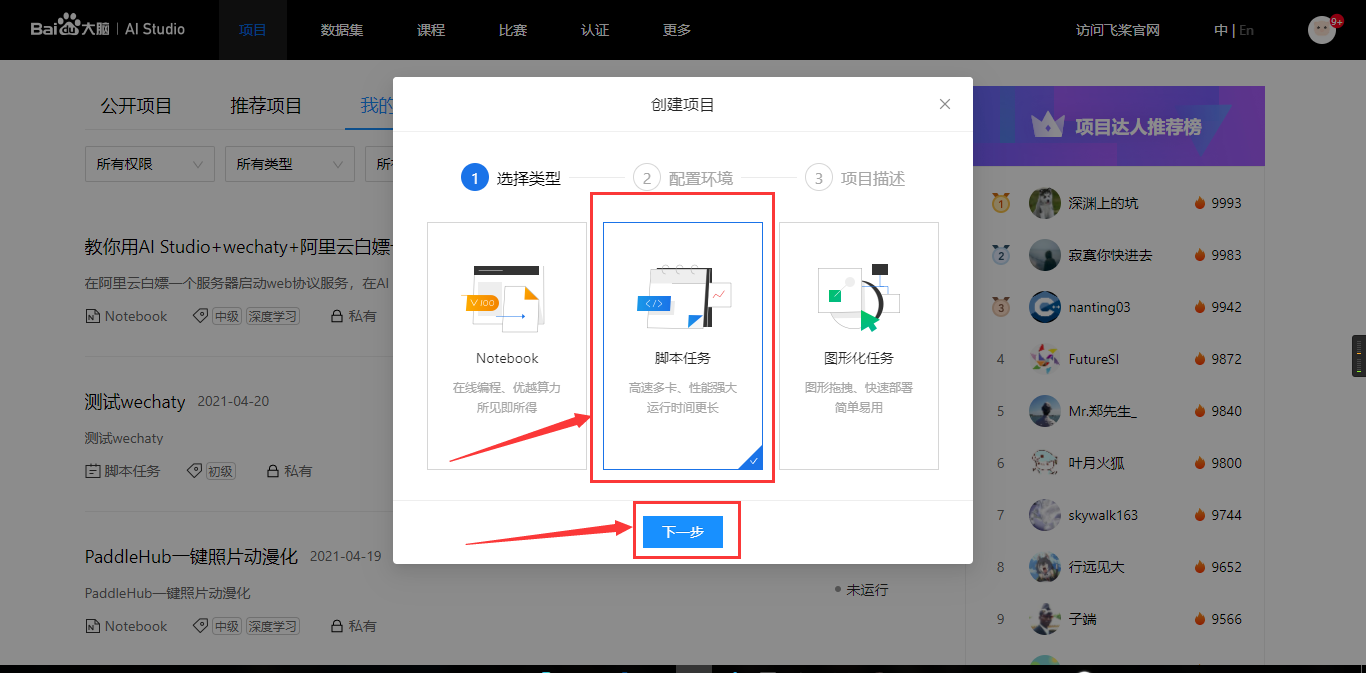 Bai du 大脑 | AI Studio
项目
数据集
课程
比赛
认证
更多
访问飞桨官网
中 | En
9+
公开项目
推荐项目
我的
所有权限
所有类型
所
教你用AI Studio+wechaty+阿里云白嫖
在阿里云白嫖一个服务器启动web协议服务，在AI
Notebook
中级
深度学习
私有
测试wechaty
2021-04-20
测试wechaty
脚本任务
初级
私有
PaddleHub一键照片动漫化
2021-04-19
PaddleHub一键照片动漫化
未运行
Notebook
中级
深度学习
私有
创建项目
1 选择类型
2 配置环境
3 项目描述
V100
Notebook
在线编程、优越算力
所见即所得
</>
脚本任务
高速多卡、性能强大
运行时间更长
图形化任务
图形拖拽、快速部署
简单易用
下一步
项目达人推荐榜
1 深渊上的坑 9993
2 寂寞你快进去 9983
3 nanting03 9942
4 FutureSI 9872
5 Mr.郑先生_ 9840
6 叶月火狐 9800
7 skywalk163 9744
8 行远见大 9652
9 子端 9566